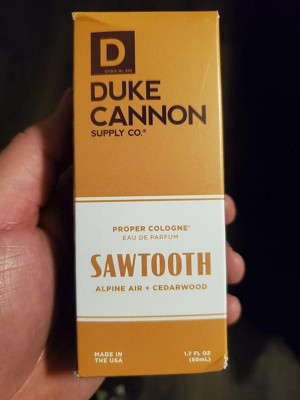 D
DUKE
CANNON
SUPPLY CO.®
PROPER COLOGNE®
EAU DE PARFUM
SAWTOOTH
ALPINE AIR + CEDARWOOD
MADE IN
THE USA
1.7 FL OZ
(50mL)